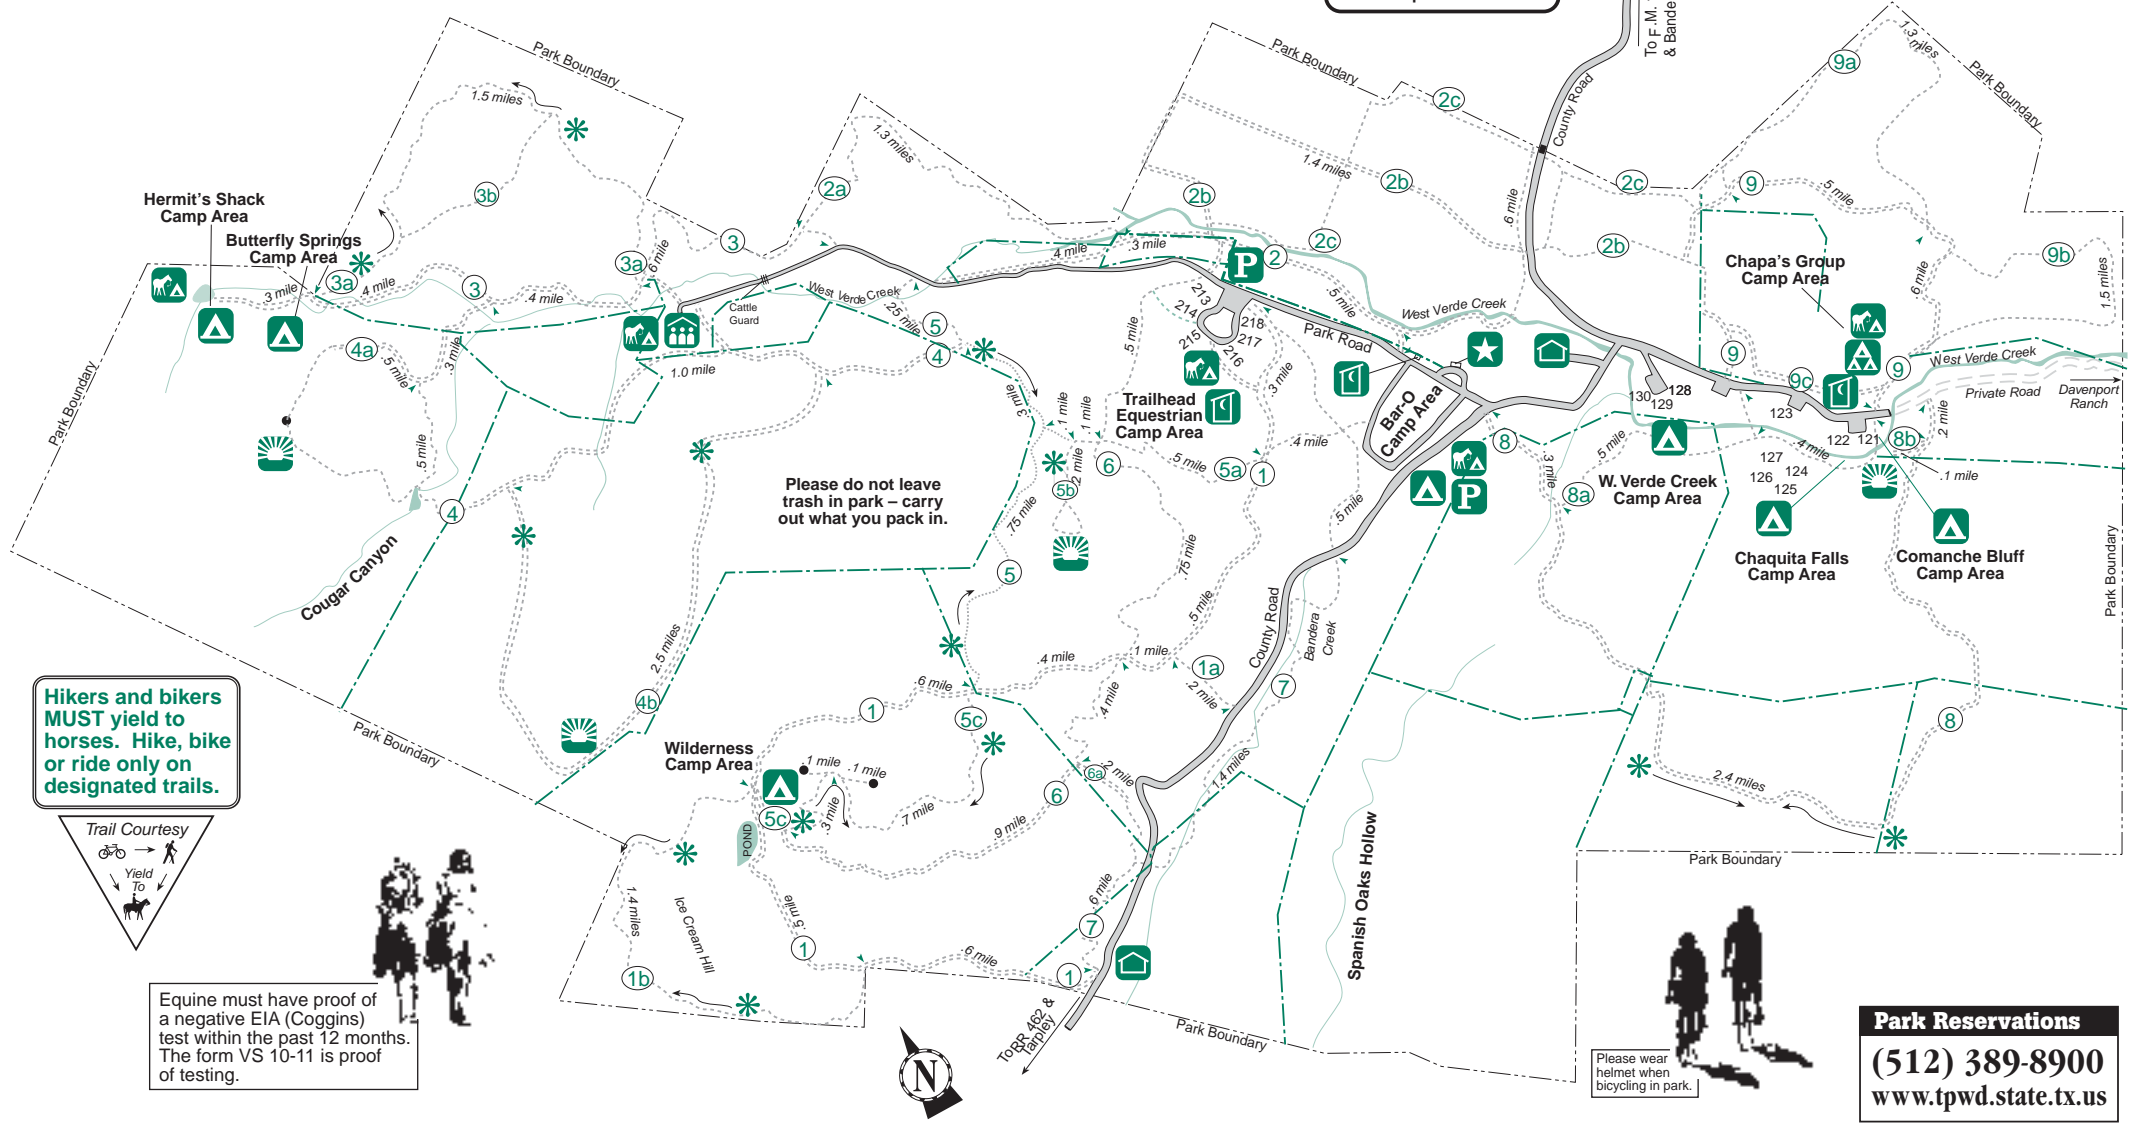 To F.M.
& Bande
County Road
Park Boundary
Park Boundary
Park Boundary
1.5 miles
1.3 miles
1.3 miles
1.4 miles
2c
9a
2a
2b
2b
2c
9
.5 mile
3b
Hermit's Shack
Camp Area
Butterfly Springs
Camp Area
3a
.3 mile
.4 mile
3
.4 mile
3a
.6 mile
3
Cattle
Guard
West Verde Creek
.25 mile
5
4
.4 mile
.3 mile
P
2
2c
.5 mile
.6 mile
2b
9b
1.5 miles
.6 mile
Chapa's Group
Camp Area
West Verde Creek
Park Road
213
214
215
216
217
218
.5 mile
.3 mile
Trailhead
Equestrian
Camp Area
Bar-O
Camp Area
130
129
128
9
9c
123
122
121
9
West Verde Creek
Private Road
Davenport
Ranch
8b
.2 mile
.1 mile
4a
.5 mile
.3 mile
.5 mile
1.0 mile
.3 mile
.1 mile
.1 mile
.2 mile
6
5b
.5 mile
5a
1
.4 mile
8
.3 mile
.5 mile
8a
W. Verde Creek
Camp Area
.4 mile
127
126
124
125
P
Chaquita Falls
Camp Area
Comanche Bluff
Camp Area
Park Boundary
Park Boundary
Please do not leave
trash in park – carry
out what you pack in.
4
Cougar Canyon
.75 mile
5
.75 mile
.5 mile
.5 mile
County Road
Bandera
Creek
7
2.5 miles
4b
.4 mile
.1 mile
1a
.2 mile
.6 mile
1
5c
.4 mile
6a
.2 mile
6
1.4 miles
8
2.4 miles
Park Boundary
Hikers and bikers
MUST yield to
horses. Hike, bike
or ride only on
designated trails.
Trail Courtesy
Yield
To
Park Boundary
Wilderness
Camp Area
.1 mile
.1 mile
5c
.3 mile
.7 mile
.9 mile
POND
.5 mile
1
1.4 miles
Ice Cream Hill
1b
.6 mile
1
7
.6 mile
Spanish Oaks Hollow
To RR 462 &
Tarpley
Park Boundary
N
Equine must have proof of
a negative EIA (Coggins)
test within the past 12 months.
The form VS 10-11 is proof
of testing.
Please wear
helmet when
bicycling in park.
Park Reservations
(512) 389-8900
www.tpwd.state.tx.us